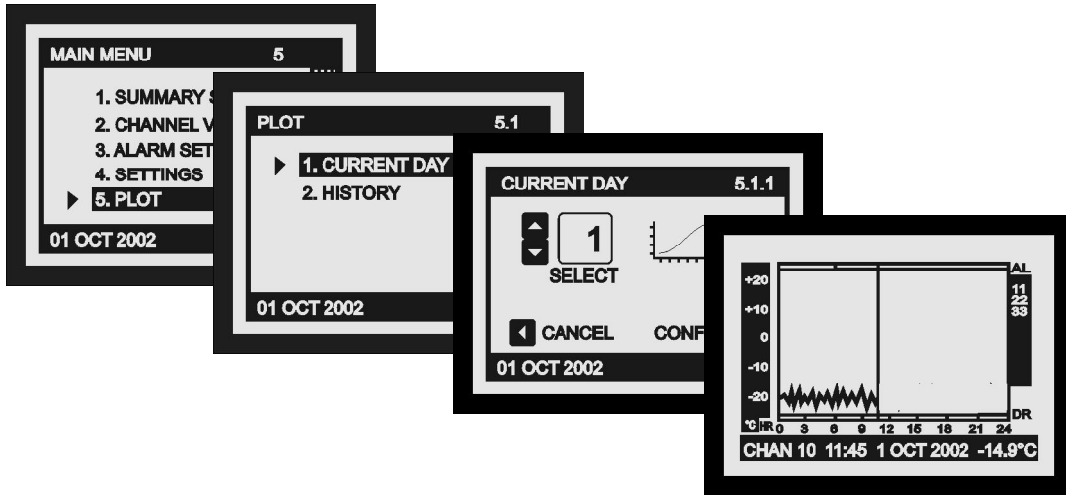 MAIN MENU 5
1. SUMMARY
2. CHANNEL
3. ALARM
4. SETTINGS
5. PLOT
01 OCT 2002
PLOT 5.1
1. CURRENT DAY
2. HISTORY
01 OCT 2002
CURRENT DAY 5.1.1
1
SELECT
CANCEL
01 OCT 2002
AL
+20
+10
0
-10
-20
11
22
33
DR
°C HR 0 3 6 9 12 15 18 21 24
CHAN 10 11:45 1 OCT 2002 -14.9°C